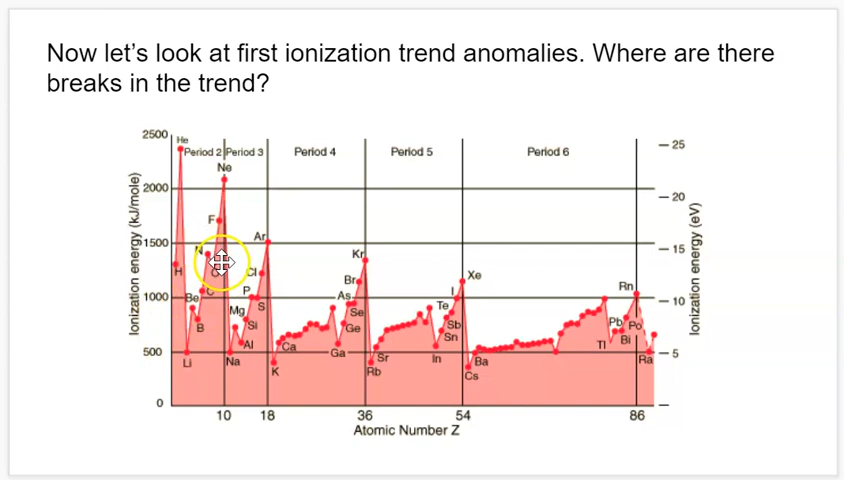 Now let's look at first ionization trend anomalies. Where are there
breaks in the trend?
2500
He
Period 2
Period 3
Period 4
Period 5
Period 6
25
Ne
2000
20
F
Ar
1500
15
N
Kr
Xe
H
O
Cl
Br
I
Rn
C
1000
10
Be
P
S
As
Se
Te
Mg
B
Si
Ge
Sb
Pb
Po
Al
Ca
Ga
Sn
Bi
Tl
500
5
Li
Na
K
Rb
Sr
In
Cs
Ba
Ra
0
10
18
36
54
86
Atomic Number Z
Ionization energy (kJ/mole)
Ionization energy (eV)